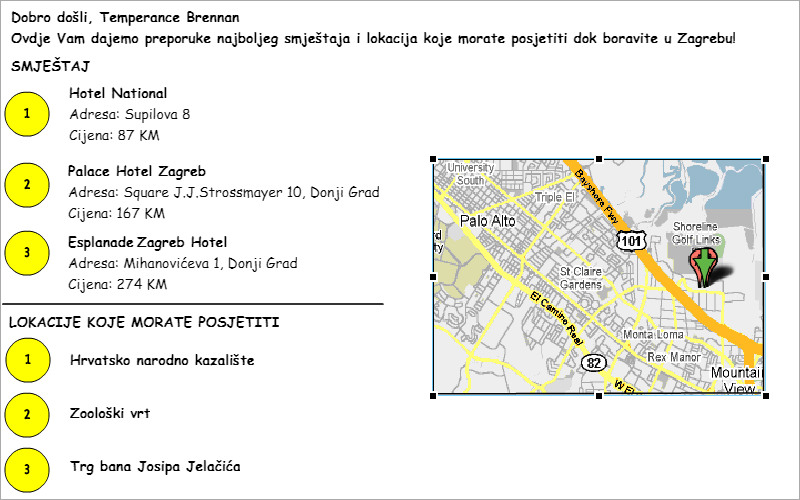 Dobro došli, Temperance Brennan
Ovdje Vam dajemo preporuke najboljeg smještaja i lokacija koje morate posjetiti dok boravite u Zagrebu!
SMJEŠTAJ
1
Hotel National
Adresa: Supilova 8
Cijena: 87 KM
2
Palace Hotel Zagreb
Adresa: Square J.J.Strossmayer 10, Donji Grad
Cijena: 167 KM
3
Esplanade Zagreb Hotel
Adresa: Mihanovićeva 1, Donji Grad
Cijena: 274 KM
LOKACIJE KOJE MORATE POSJETITI
1
Hrvatsko narodno kazalište
2
Zoološki vrt
3
Trg bana Josipa Jelačića
University
South
Bayshore Fwy
Triple El
Palo Alto
101
Shoreline
Golf Links
St Claire
Gardens
El Camino Real
Monta Loma
82
Rex Manor
Mountai
View
W El